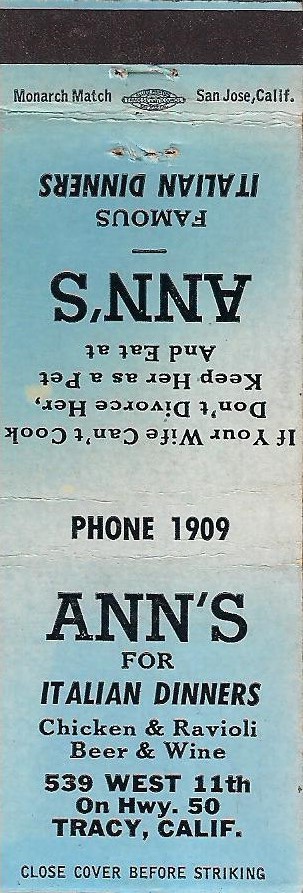 Monarch Match San Jose, Calif.
If Your Wife Can't Cook
Don't Divorce Her,
Keep Her as a Pet
And Eat at
ANN'S
FAMOUS
ITALIAN DINNERS
PHONE 1909
ANN'S
FOR
ITALIAN DINNERS
Chicken & Ravioli
Beer & Wine
539 WEST 11th
On Hwy. 50
TRACY, CALIF.
CLOSE COVER BEFORE STRIKING